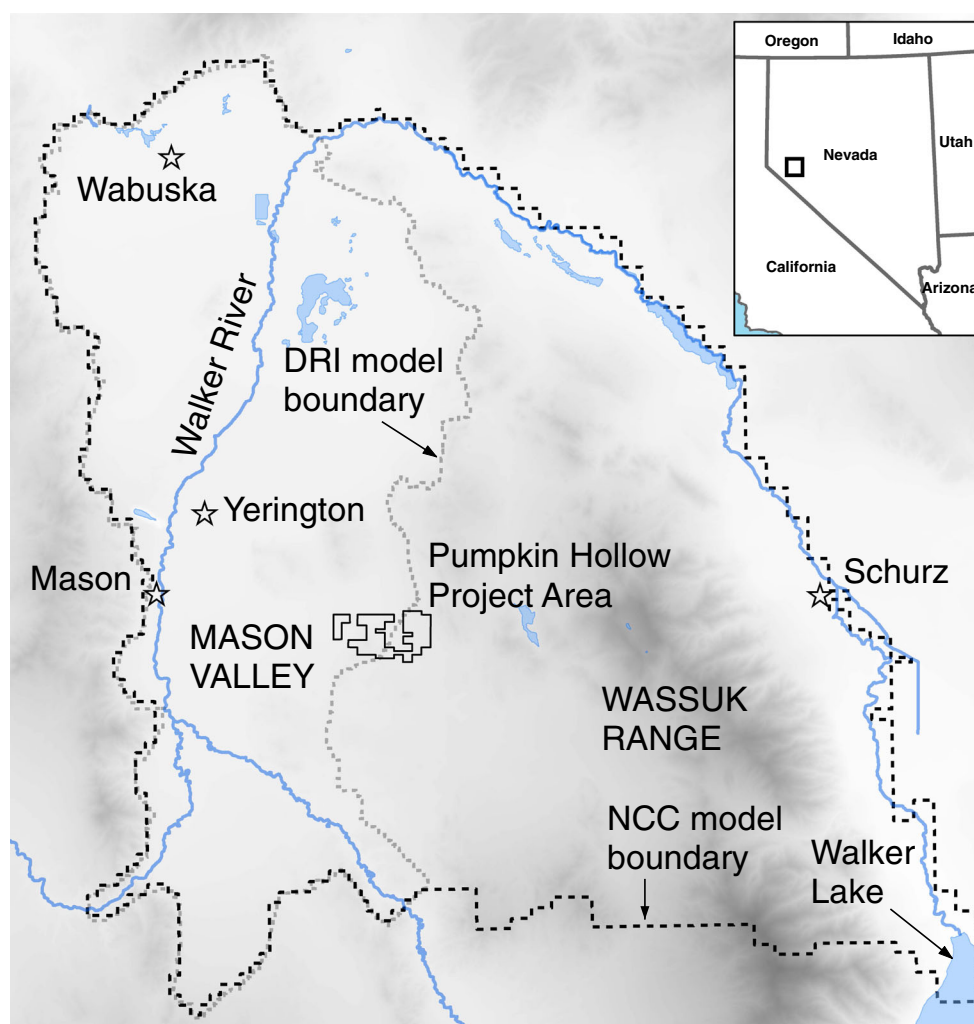 Oregon
Idaho
Utah
Nevada
California
Arizona
Wabuska
Walker River
DRI model
boundary
Yerington
Pumpkin Hollow
Project Area
Mason
Schurz
MASON
VALLEY
WASSUK
RANGE
NCC model
boundary
Walker
Lake